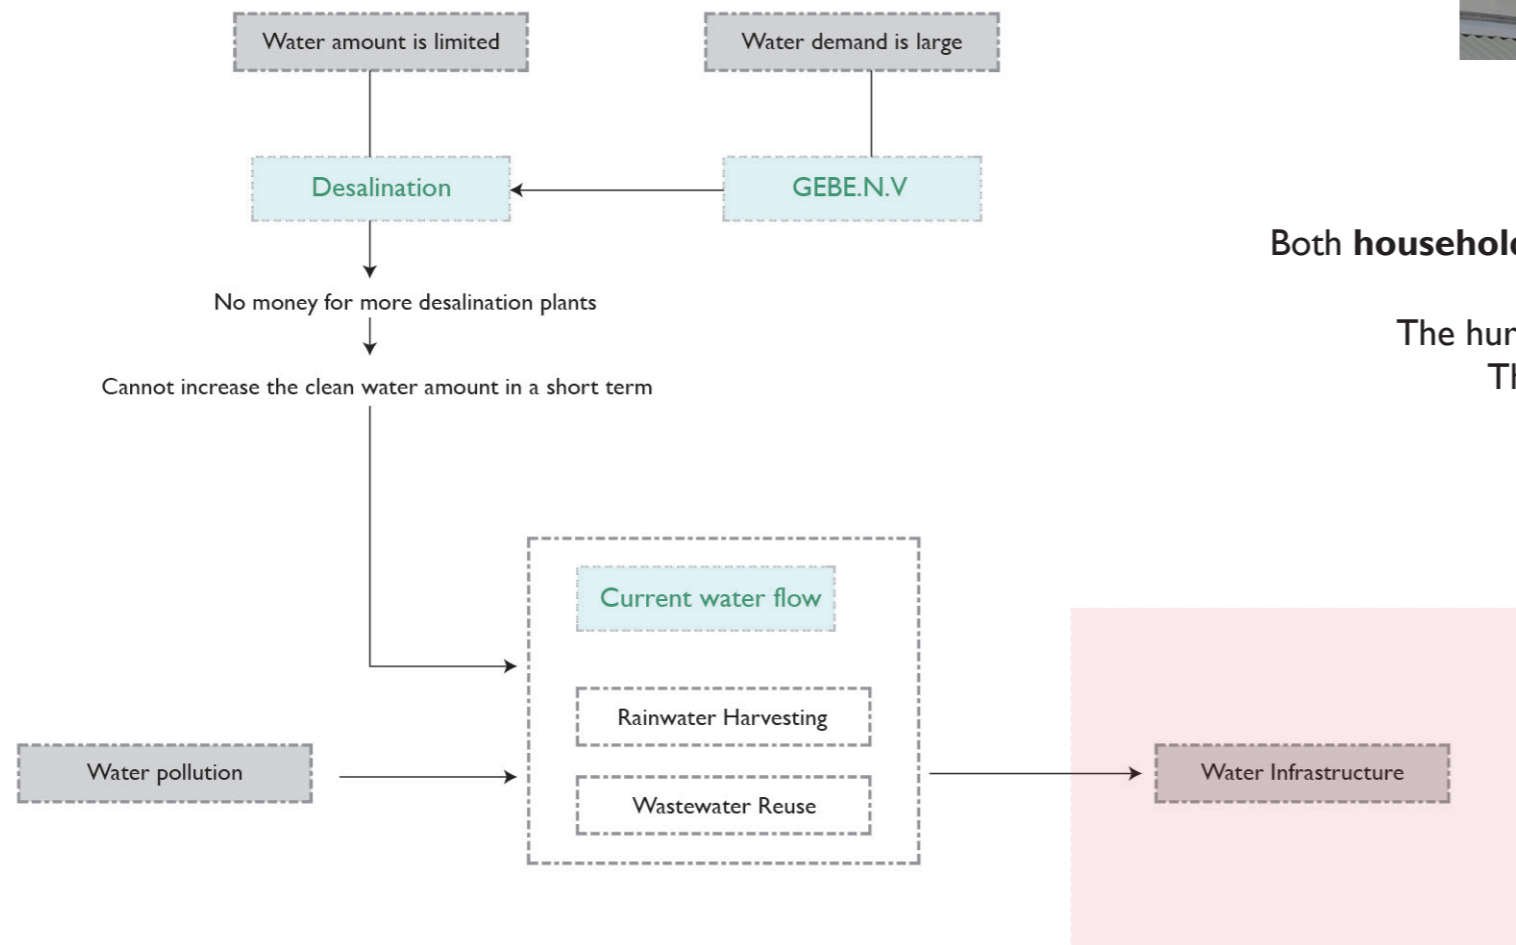 Water amount is limited
Water demand is large
Desalination
GEBE.N.V
No money for more desalination plants
Cannot increase the clean water amount in a short term
Current water flow
Rainwater Harvesting
Wastewater Reuse
Water pollution
Water Infrastructure
Both
The